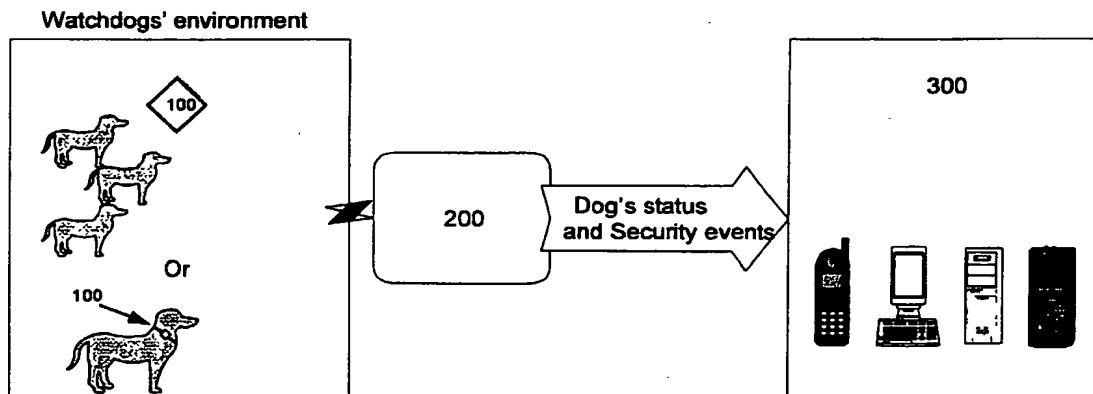 Watchdogs' environment
100
Or
100
200
Dog's status
and Security events
300